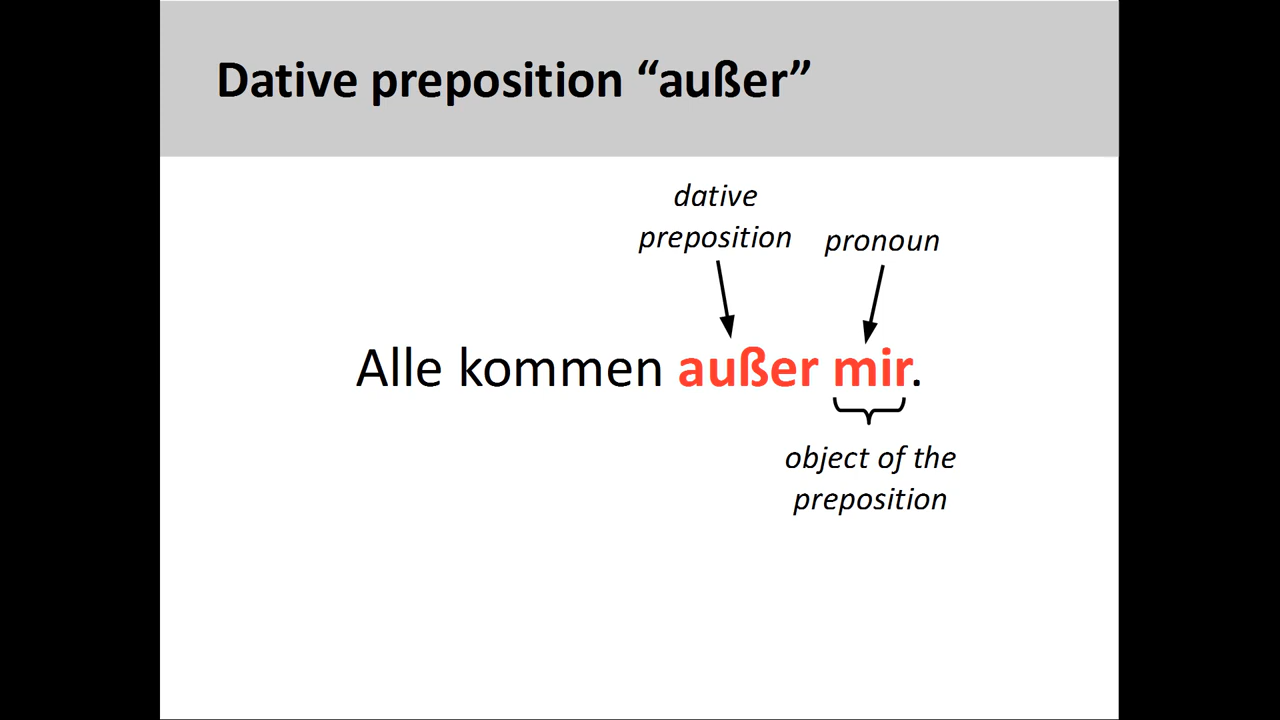 Dative preposition “außer”
dative
preposition
pronoun
Alle kommen außer mir.
object of the
preposition